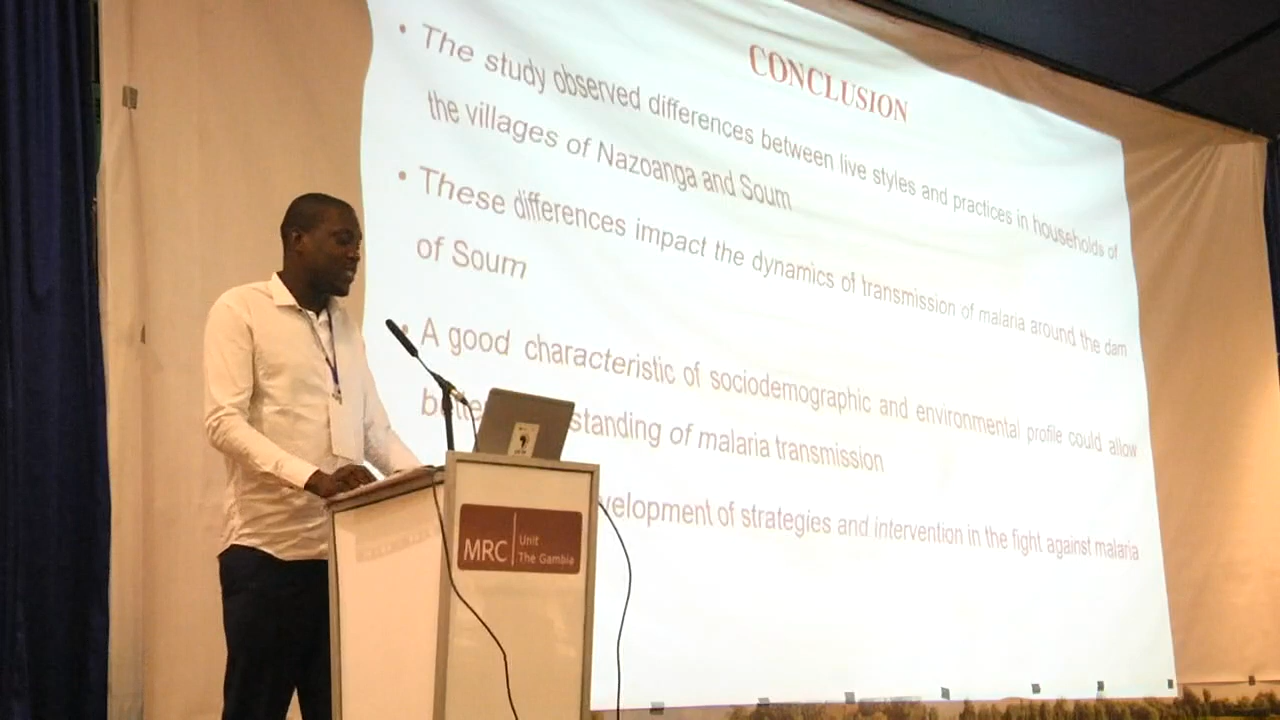 CONCLUSION
• The study observed differences between live styles and practices in households of
the villages of Nazoanga and Soum
• These differences impact the dynamics of transmission of malaria around the dam
of Soum
• A good characteristic of sociodemographic and environmental profile could allow
standing of malaria transmission
velopment of strategies and intervention in the fight against malaria
MRC
Unit
The Gambia